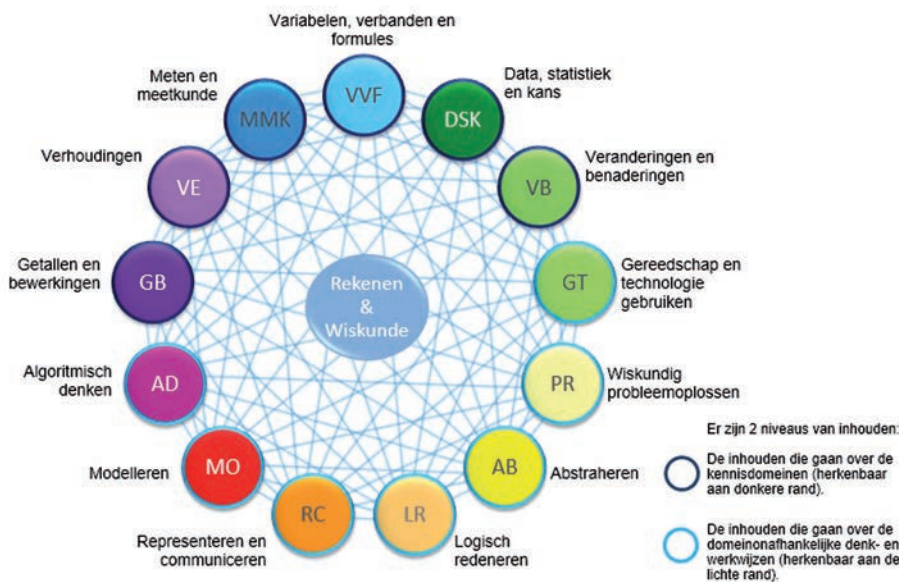 Variabelen, verbanden en
formules
VVF
Data, statistiek
en kans
DSK
Veranderingen en
benaderingen
VB
Gereedschap en
technologie
gebruiken
GT
Wiskundig
probleemoplossen
PR
Abstraheren
AB
Logisch
redeneren
LR
Representeren en
communiceren
RC
Modelleren
MO
Algoritmisch
denken
AD
Getallen en
bewerkingen
GB
Verhoudingen
VE
Meten en
meetkunde
MMK
Rekenen
&
Wiskunde
Er zijn 2 niveaus van inhouden:
De inhouden die gaan over de
kennisdomeinen (herkenbaar
aan donkere rand).
De inhouden die gaan over de
domeinonafhankelijke denk- en
werkwijzen (herkenbaar aan de
lichte rand).